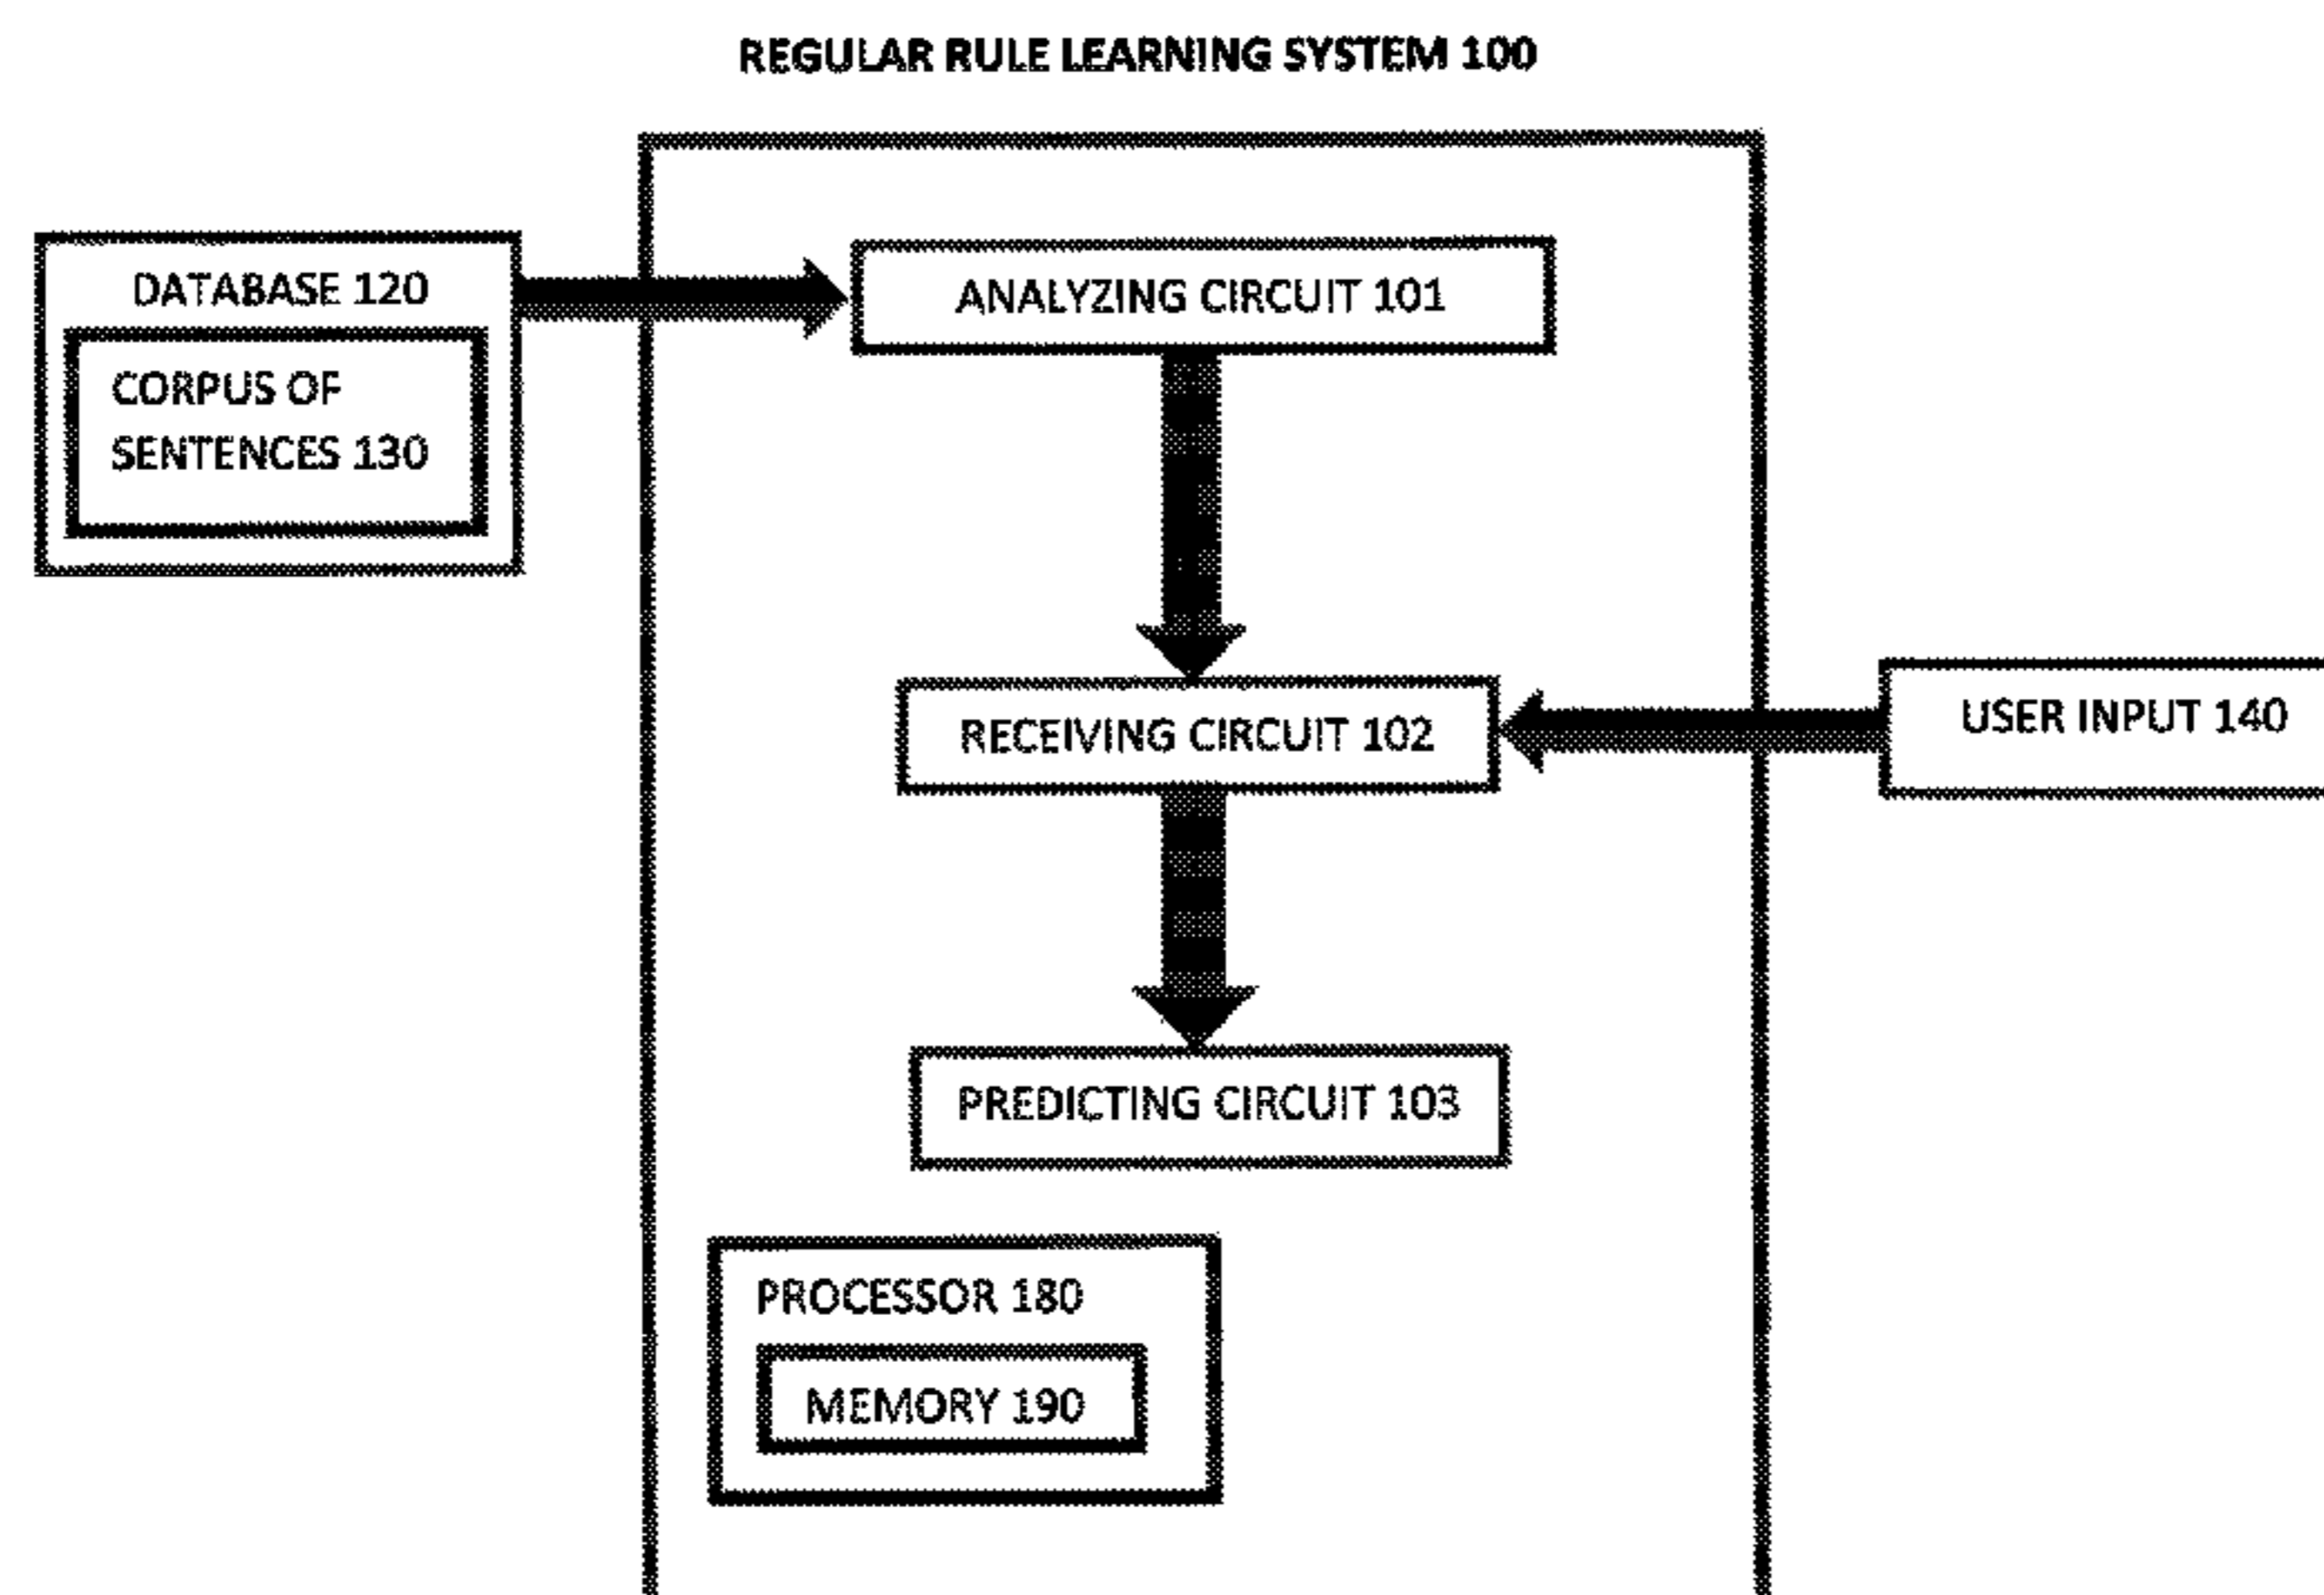 REGULAR RULE LEARNING SYSTEM 100
DATABASE 120
CORPUS OF
SENTENCES 130
ANALYZING CIRCUIT 101
RECEIVING CIRCUIT 102
USER INPUT 140
PREDICTING CIRCUIT 103
PROCESSOR 180
MEMORY 190